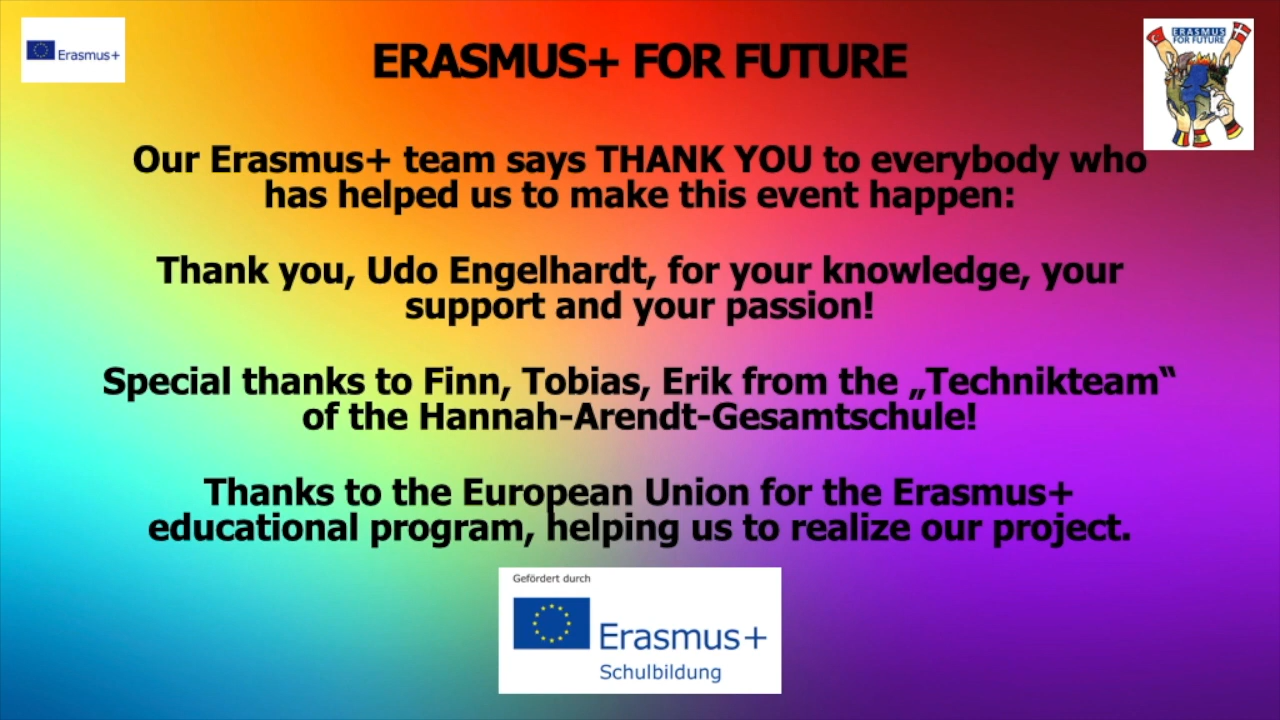 Erasmus+
ERASMUS+ FOR FUTURE
ERASMUS
FOR FUTURE
Our Erasmus+ team says THANK YOU to everybody who
has helped us to make this event happen:
Thank you, Udo Engelhardt, for your knowledge, your
support and your passion!
Special thanks to Finn, Tobias, Erik from the „Technikteam“
of the Hannah-Arendt-Gesamtschule!
Thanks to the European Union for the Erasmus+
educational program, helping us to realize our project.
Gefördert durch
Erasmus+
Schulbildung